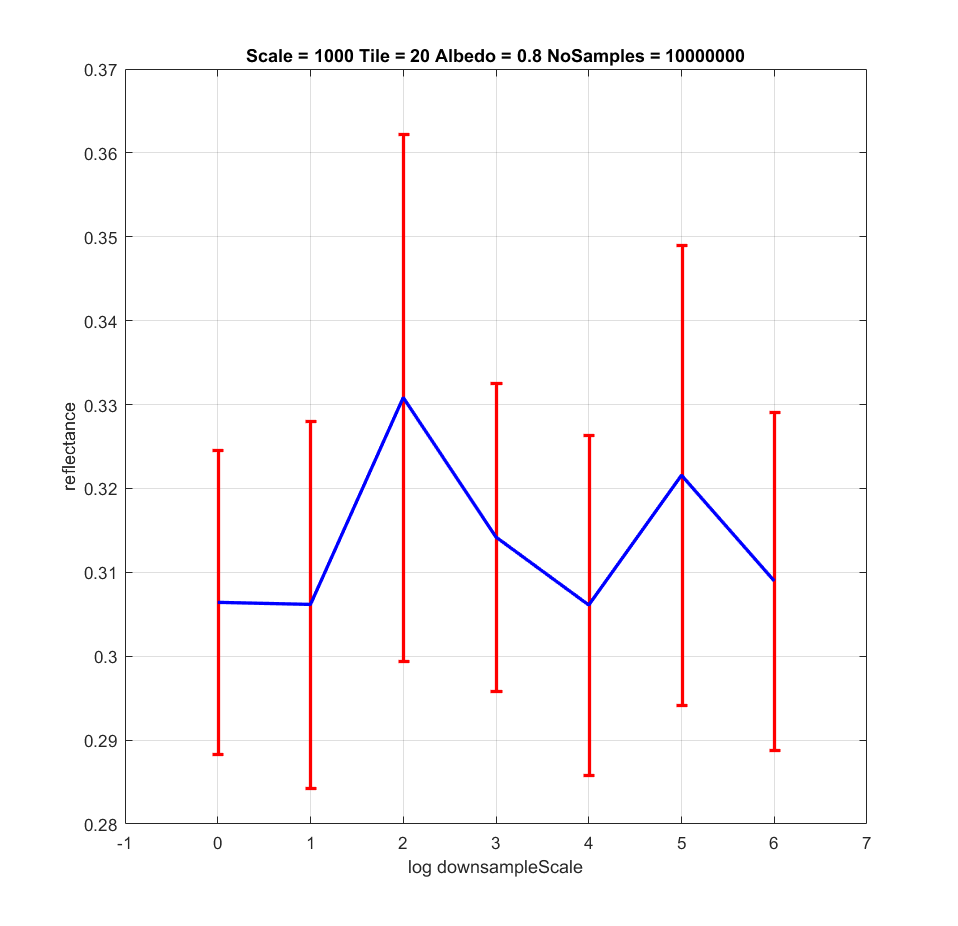 Scale = 1000 Tile = 20 Albedo = 0.8 NoSamples = 10000000
0.37
0.36
0.35
0.34
0.33
0.32
0.31
0.3
0.29
0.28
reflectance
-1 0 1 2 3 4 5 6 7
log downsampleScale